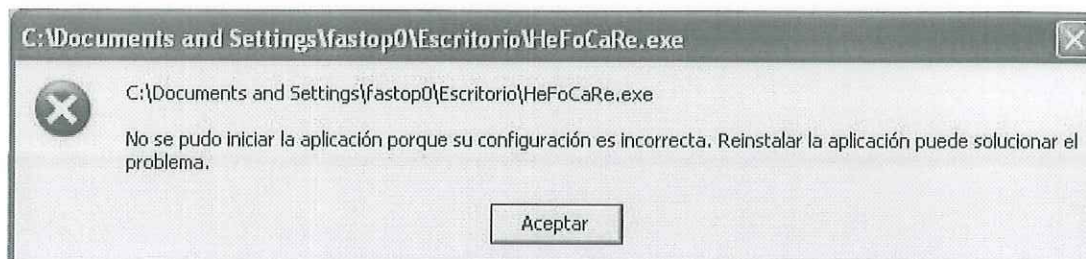 C:\Documents and Settings\fastop0\Escritorio\HeFoCaRe.exe
C:\Documents and Settings\fastop0\Escritorio\HeFoCaRe.exe
No se pudo iniciar la aplicación porque su configuración es incorrecta. Reinstalar la aplicación puede solucionar el
problema.
Aceptar